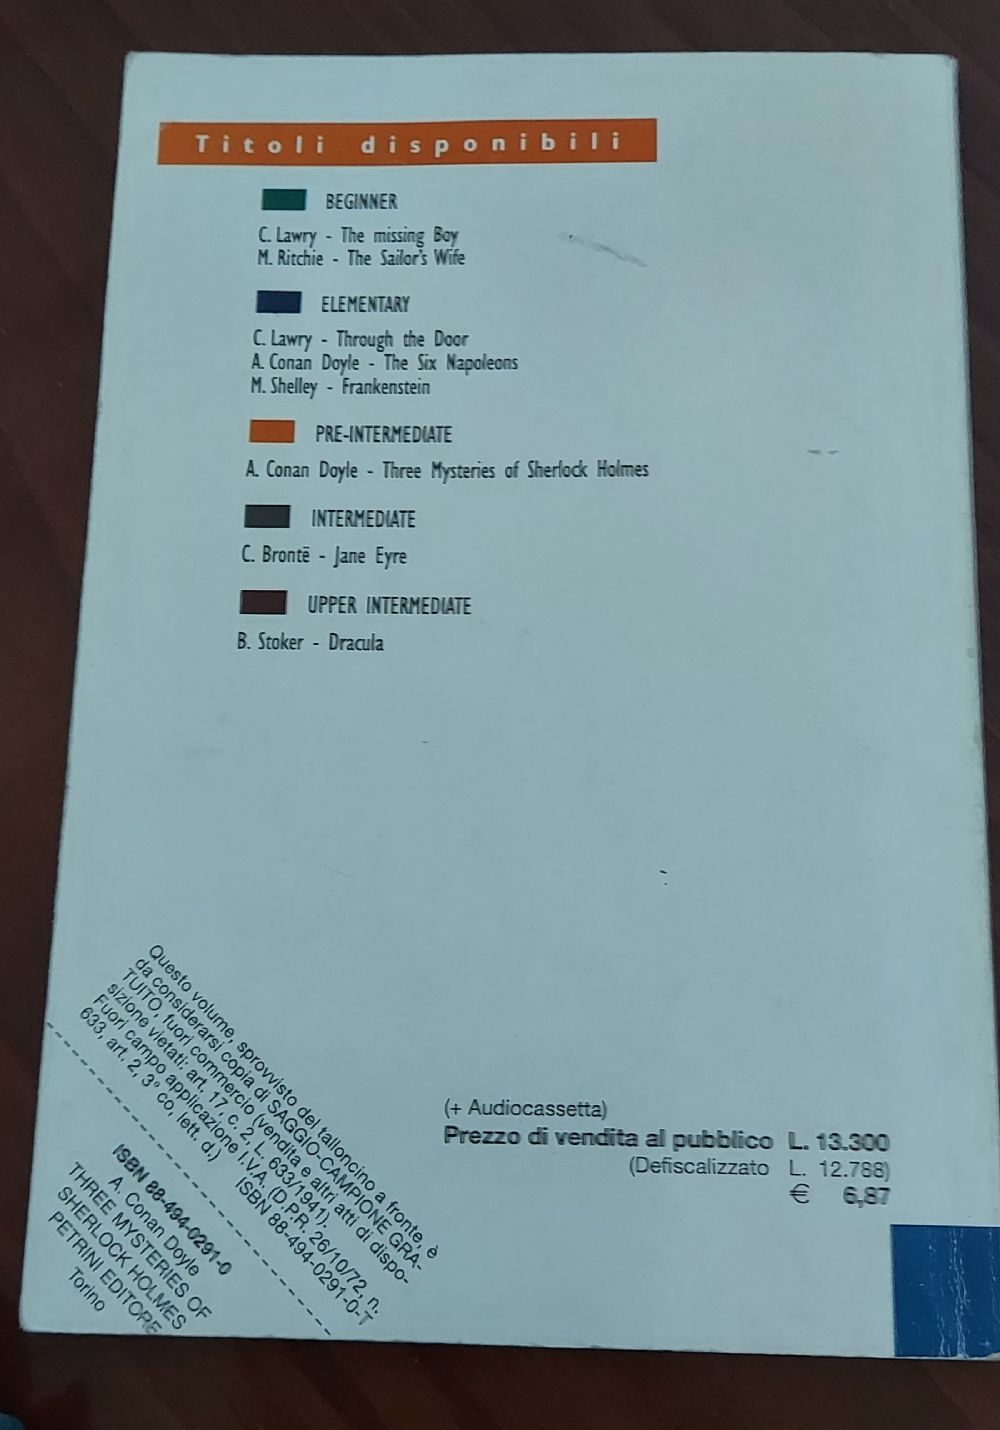 Titoli disponibili
BEGINNER
C. Lawry - The missing Boy
M. Ritchie - The Sailor's Wife
ELEMENTARY
C. Lawry - Through the Door
A. Conan Doyle - The Six Napoleons
M. Shelley - Frankenstein
PRE-INTERMEDIATE
A. Conan Doyle - Three Mysteries of Sherlock Holmes
INTERMEDIATE
C. Brontë - Jane Eyre
UPPER INTERMEDIATE
B. Stoker - Dracula
Questo volume, sprovvisto del talloncino a fronte, è
da considerarsi copia di SAGGIO-CAMPIONE GRA-
TUITO, fuori commercio (vendita e altri atti di dispo-
sizione vietati: art. 17, c. 2, L. 633/1941).
Fuori campo applicazione I.V.A. (D.P.R. 26/10/72, n.
633, art. 2, 3° co, lett. d.)
ISBN 88-494-0291-0-T
ISBN 88-494-0291-0
A. Conan Doyle
THREE MYSTERIES OF
SHERLOCK HOLMES
PETRINI EDITORE
Torino
(+ Audiocassetta)
Prezzo di vendita al pubblico L. 13.300
(Defiscalizzato L. 12.788)
€ 6,87